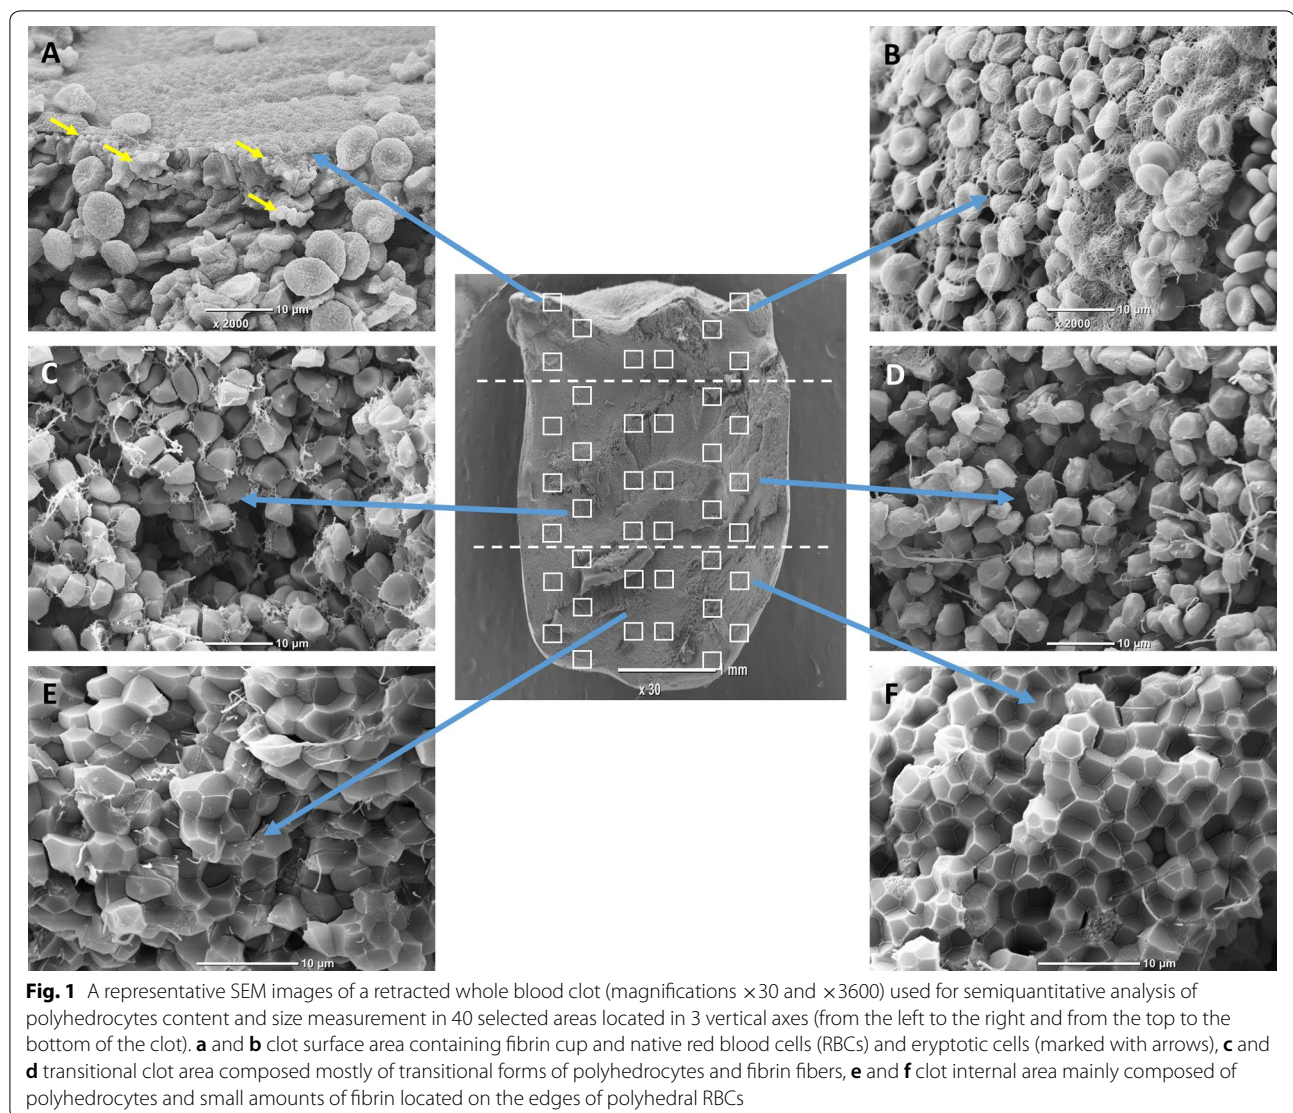 A
10 µm
x 2000
B
10 µm
x 2000
C
10 µm
D
10 µm
1 mm
x 30
E
10 µm
F
10 µm
Fig. 1 A representative SEM images of a retracted whole blood clot (magnifications ×30 and ×3600) used for semiquantitative analysis of
polyhedrocytes content and size measurement in 40 selected areas located in 3 vertical axes (from the left to the right and from the top to the
bottom of the clot). a and b clot surface area containing fibrin cup and native red blood cells (RBCs) and eryptotic cells (marked with arrows), c and
d transitional clot area composed mostly of transitional forms of polyhedrocytes and fibrin fibers, e and f clot internal area mainly composed of
polyhedrocytes and small amounts of fibrin located on the edges of polyhedral RBCs